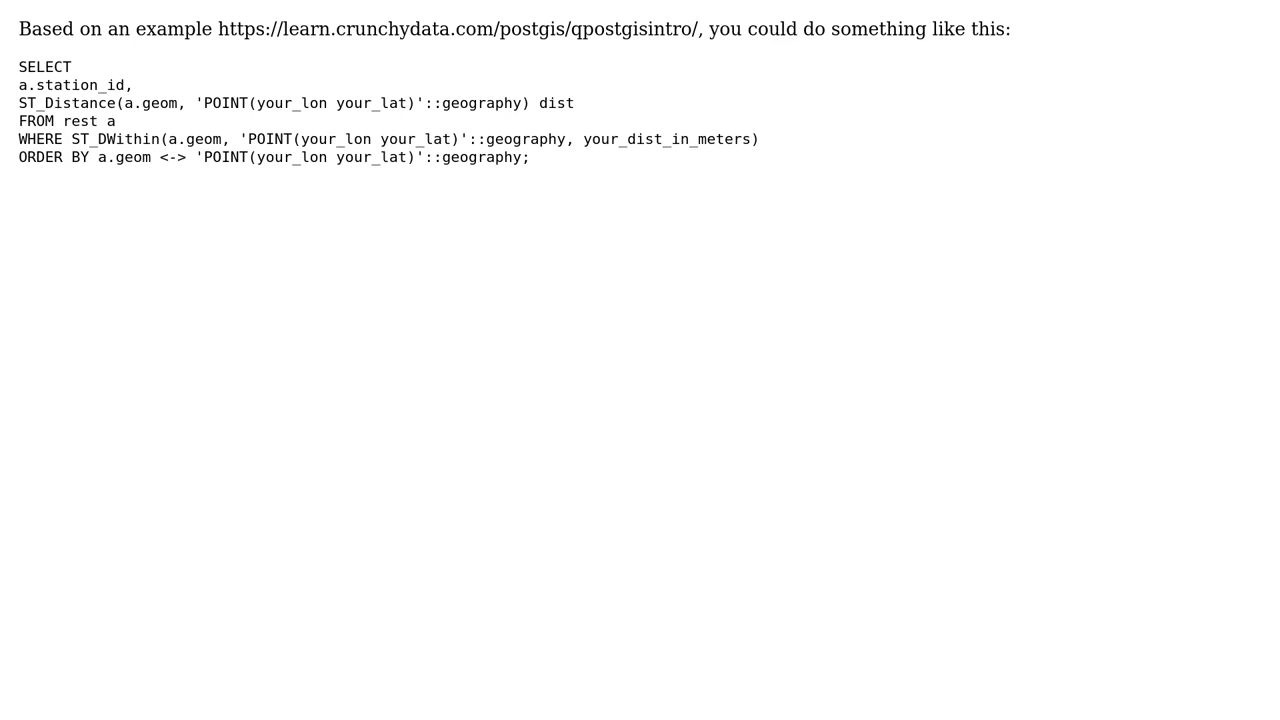 Based on an example https://learn.crunchydata.com/postgis/qpostgisintro/, you could do something like this:
SELECT
a.station_id,
ST_Distance(a.geom, 'POINT(your_lon your_lat)'::geography) dist
FROM rest a
WHERE ST_DWithin(a.geom, 'POINT(your_lon your_lat)'::geography, your_dist_in_meters)
ORDER BY a.geom <-> 'POINT(your_lon your_lat)'::geography;